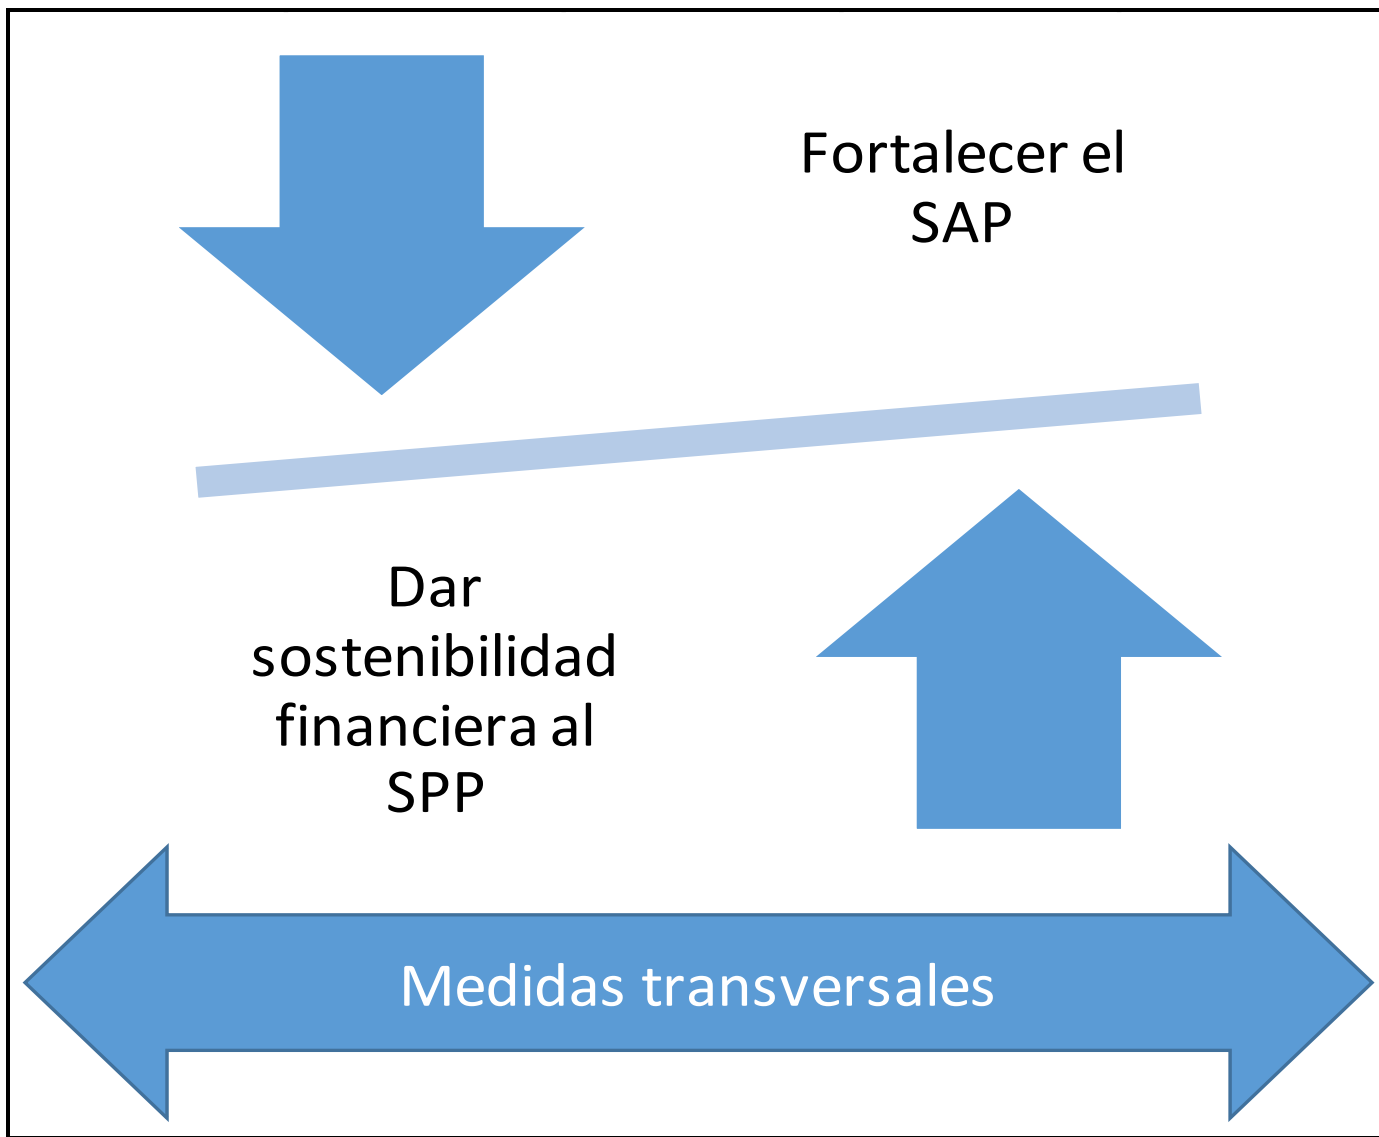 Fortalecer el
SAP
Dar
sostenibilidad
financiera al
SPP
Medidas transversales